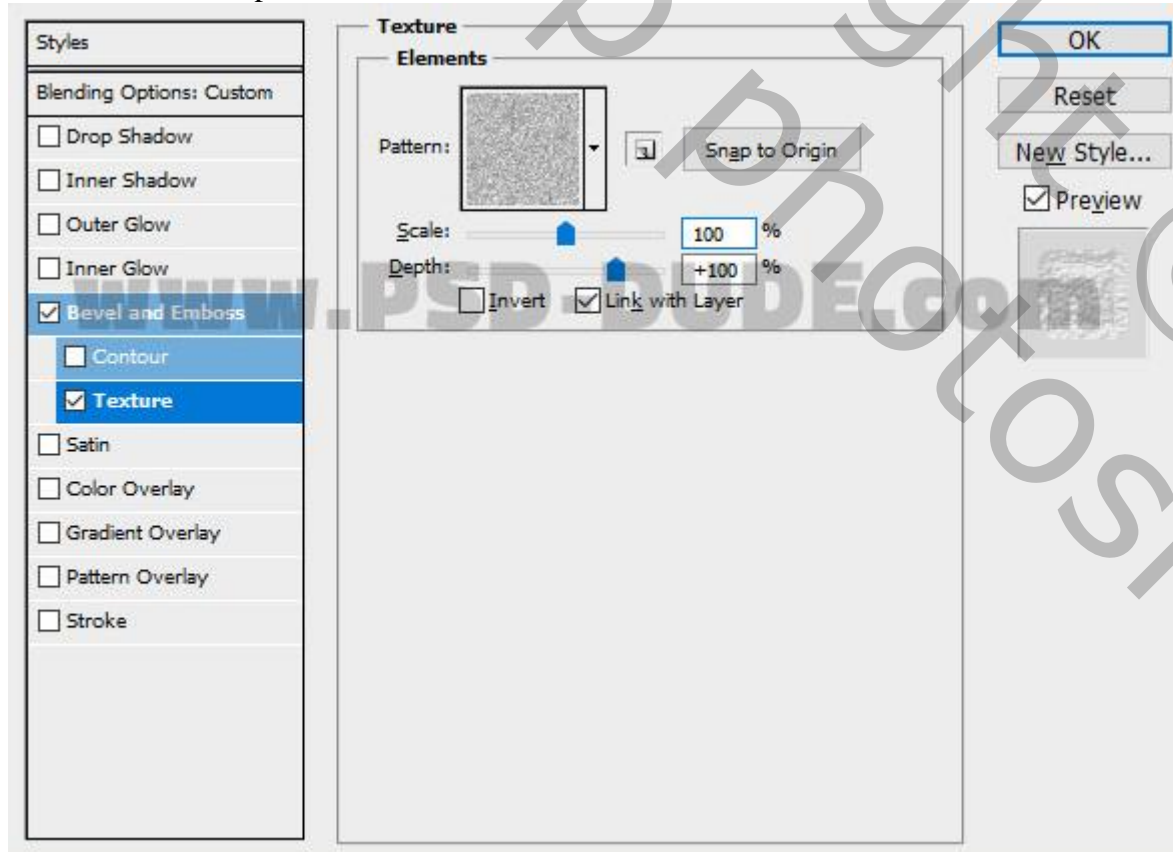 Styles
Blending Options: Custom
Drop Shadow
Inner Shadow
Outer Glow
Inner Glow
Bevel and Emboss
Contour
Texture
Satin
Color Overlay
Gradient Overlay
Pattern Overlay
Stroke
Texture
Elements
Pattern:
Snap to Origin
Scale: 100 %
Depth: +100 %
Invert Link with Layer
OK
Reset
New Style...
Preview
WWW.PSD-DUDE.com